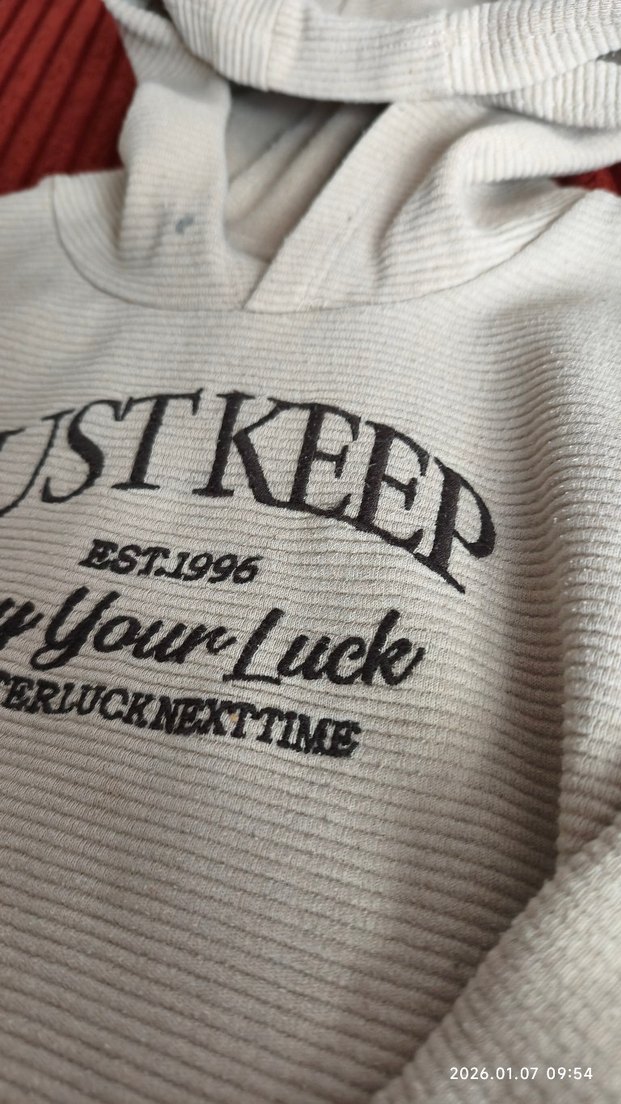 UST KEEP
EST.1996
y Your Luck
TERLUCKNEXTTIME
2026.01.07 09:54